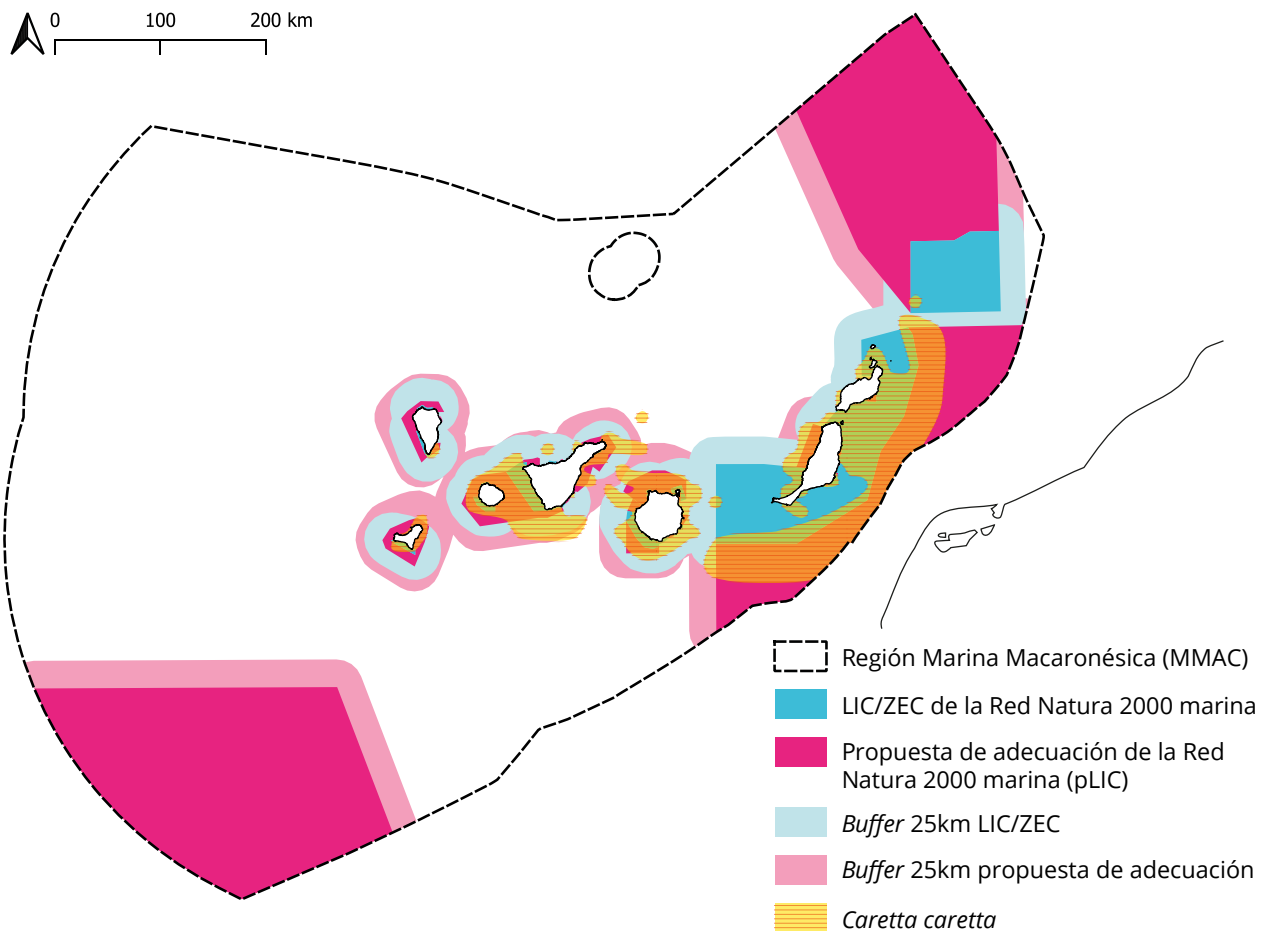 0 100 200 km
Región Marina Macaronésica (MMAC)
LIC/ZEC de la Red Natura 2000 marina
Propuesta de adecuación de la Red
Natura 2000 marina (pLIC)
Buffer 25km LIC/ZEC
Buffer 25km propuesta de adecuación
Caretta caretta